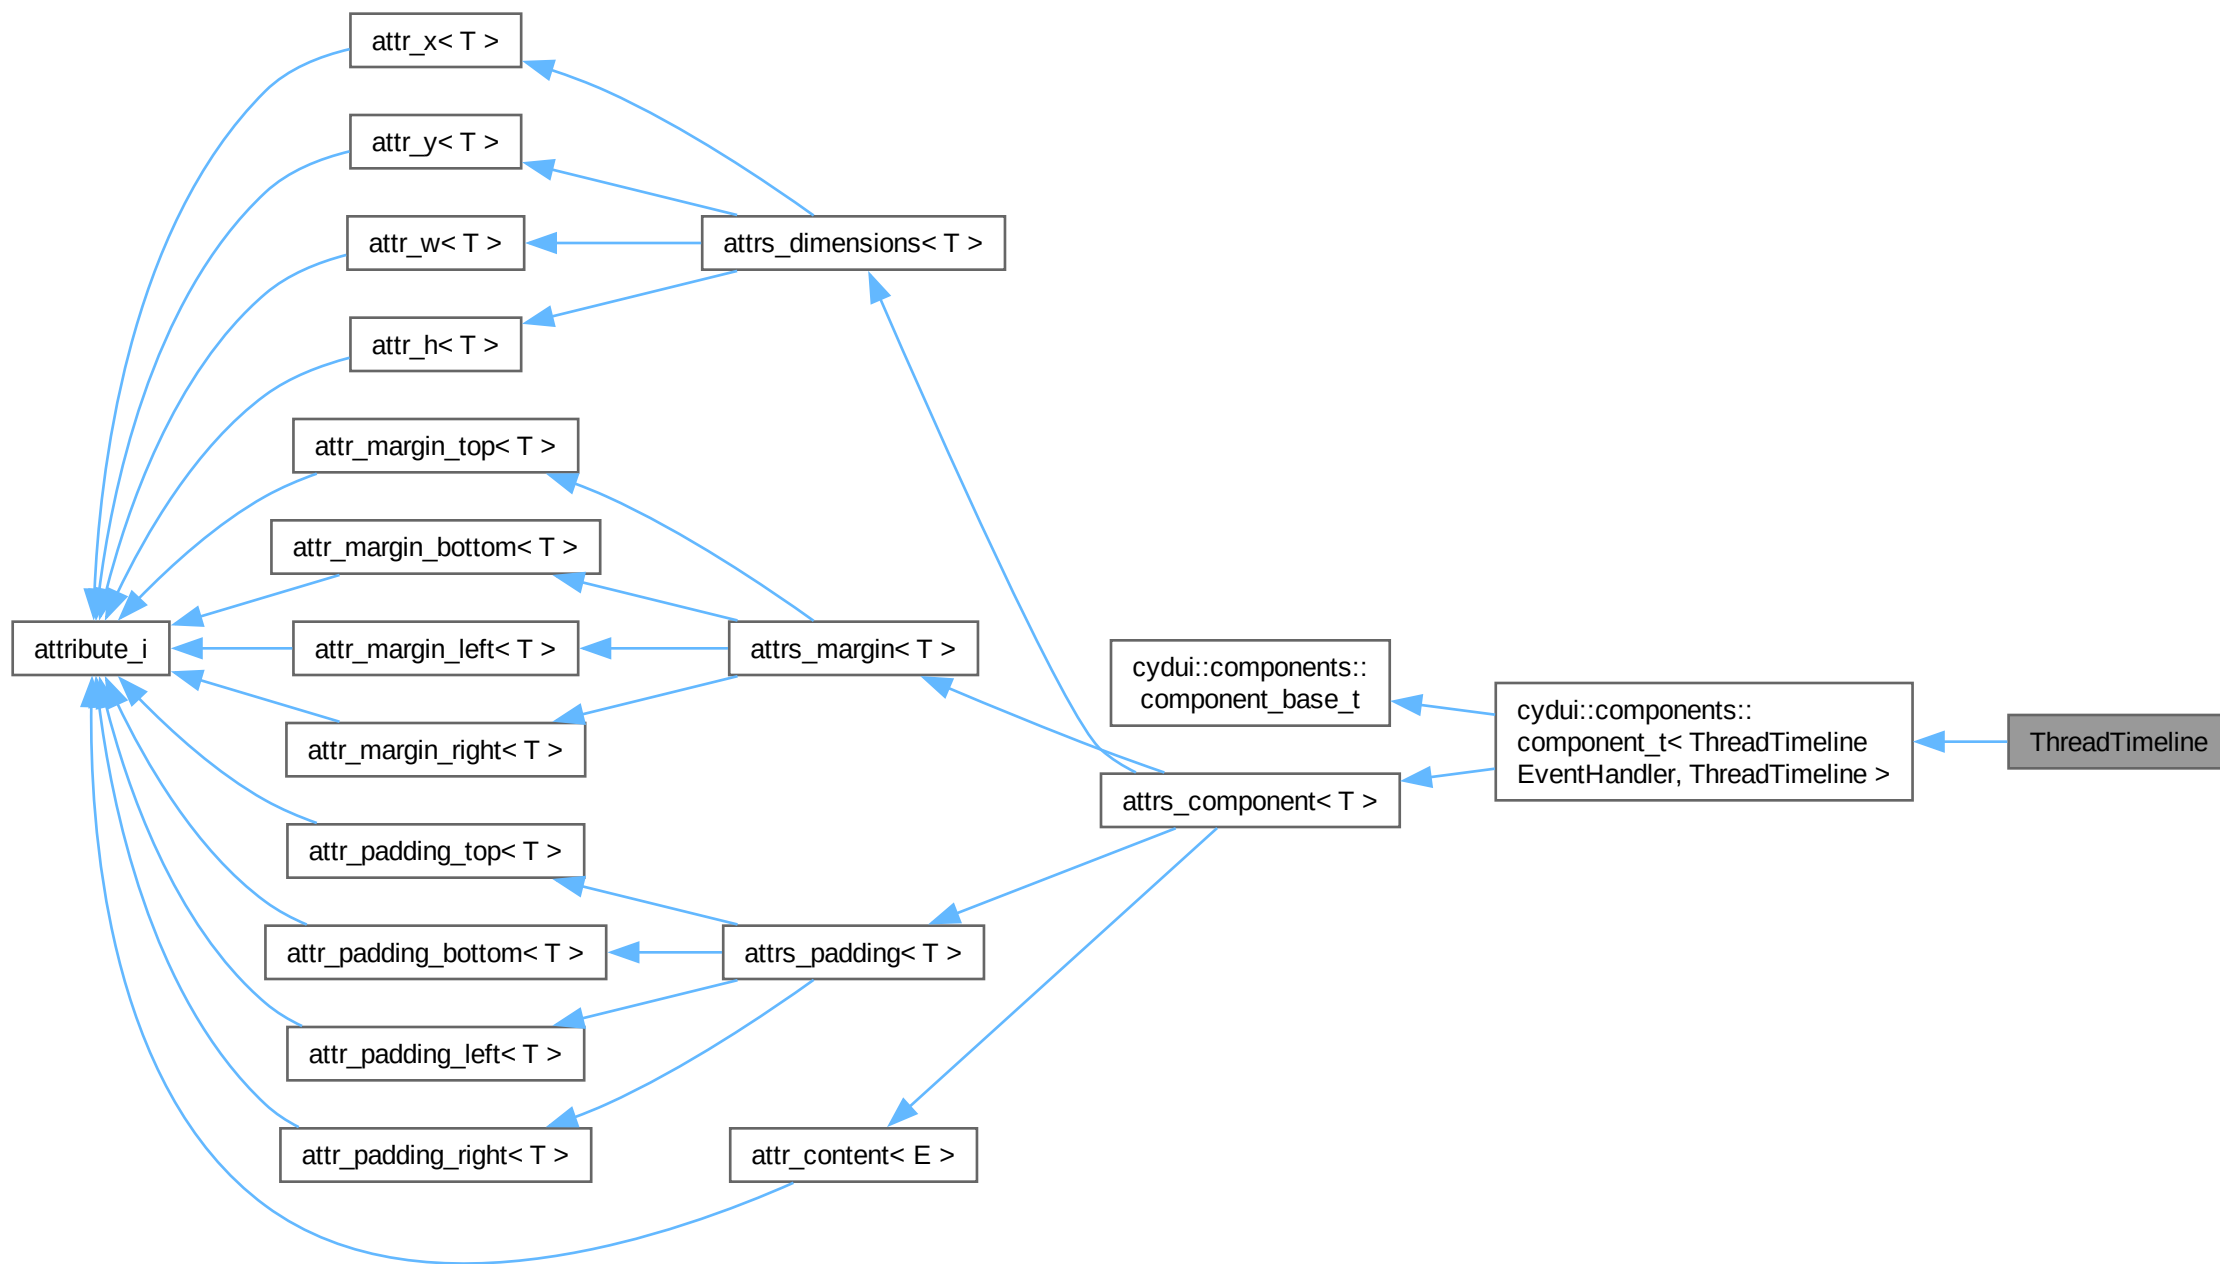 attr_x< T >
attr_y< T >
attr_w< T >
attrs_dimensions< T >
attr_h< T >
attr_margin_top< T >
attr_margin_bottom< T >
attribute_i
attr_margin_left< T >
attrs_margin< T >
cydui::components::
component_base_t
cydui::components::
component_t< ThreadTimeline
EventHandler, ThreadTimeline >
ThreadTimeline
attr_margin_right< T >
attrs_component< T >
attr_padding_top< T >
attr_padding_bottom< T >
attrs_padding< T >
attr_padding_left< T >
attr_padding_right< T >
attr_content< E >